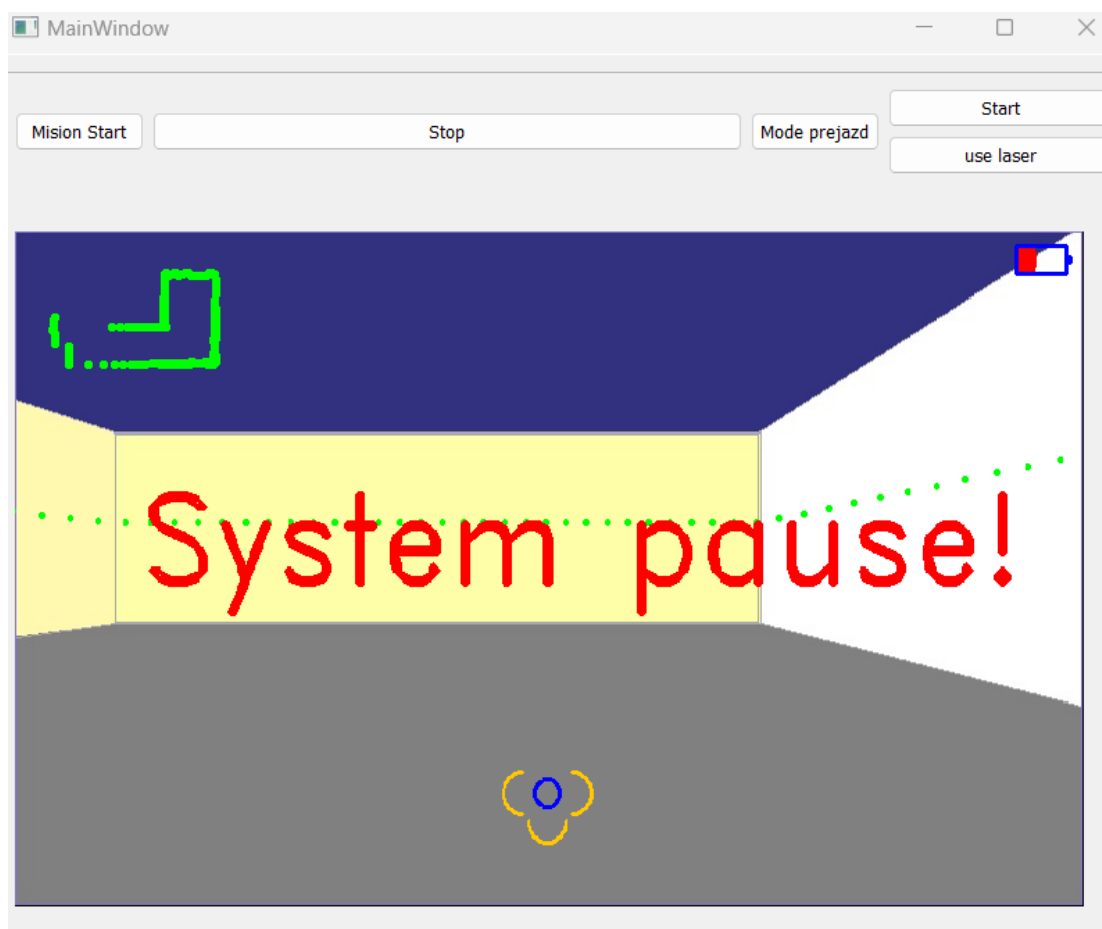 MainWindow
Start
Mision Start
Stop
Mode prejazd
use laser
System pause!